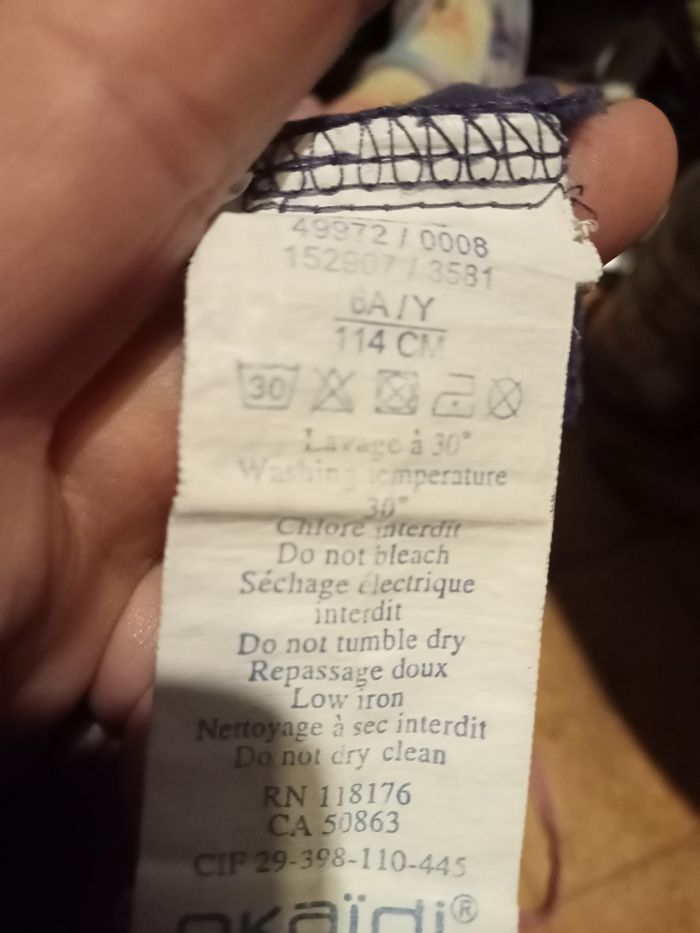 49972 / 0008
152907 / 3581
6A/Y
114 CM
30
Lavage à 30°
Washing temperature
30°
Chlore interdit
Do not bleach
Séchage électrique
interdit
Do not tumble dry
Repassage doux
Low iron
Nettoyage à sec interdit
Do not dry clean
RN 118176
CA 50863
CIF 29-398-110-445
okaïdi®